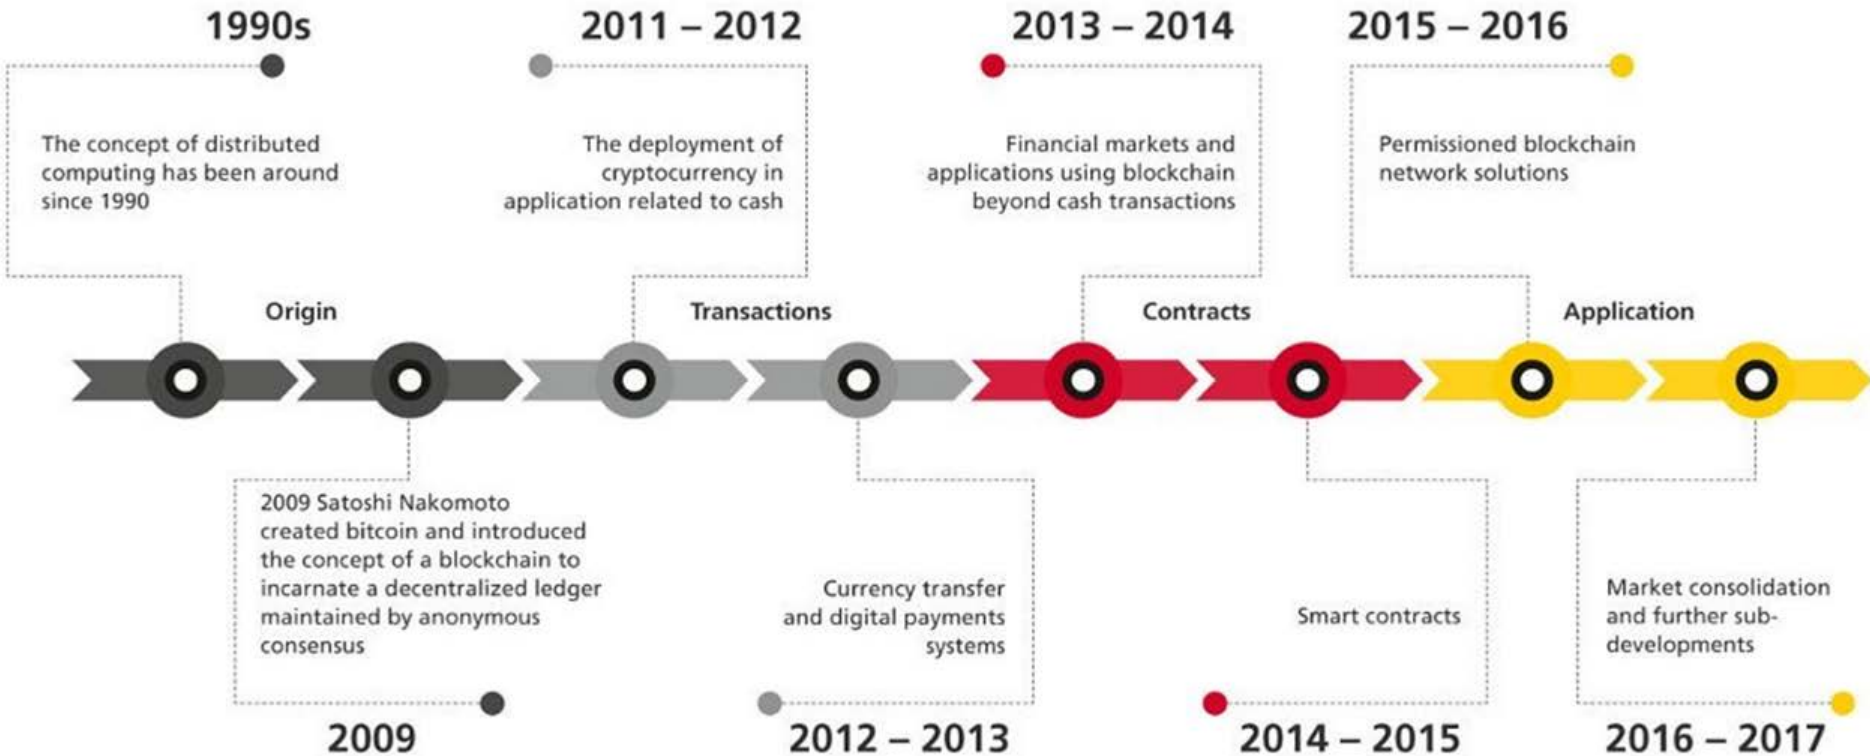 1990s
The concept of distributed
computing has been around
since 1990
2011 – 2012
The deployment of
cryptocurrency in
application related to cash
2013 – 2014
Financial markets and
applications using blockchain
beyond cash transactions
2015 – 2016
Permissioned blockchain
network solutions
Origin
Transactions
Contracts
Application
2009 Satoshi Nakomoto
created bitcoin and introduced
the concept of a blockchain to
incarnate a decentralized ledger
maintained by anonymous
consensus
2009
Currency transfer
and digital payments
systems
2012 – 2013
Smart contracts
2014 – 2015
Market consolidation
and further sub-
developments
2016 – 2017